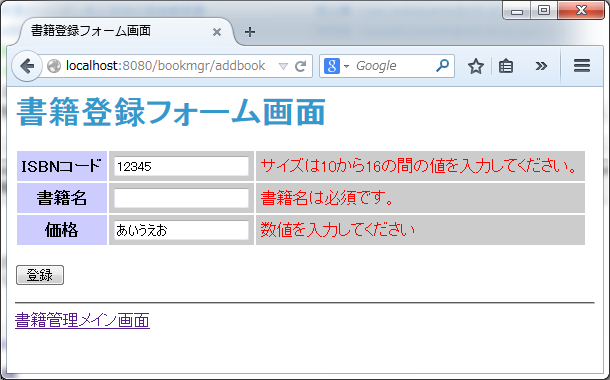 書籍登録フォーム画面
localhost:8080/bookmgr/addbook
Google
書籍登録フォーム画面
ISBNコード 12345 サイズは10から16の間の値を入力してください。
書籍名 書籍名は必須です。
価格 あいうえお 数値を入力してください
登録
書籍管理メイン画面